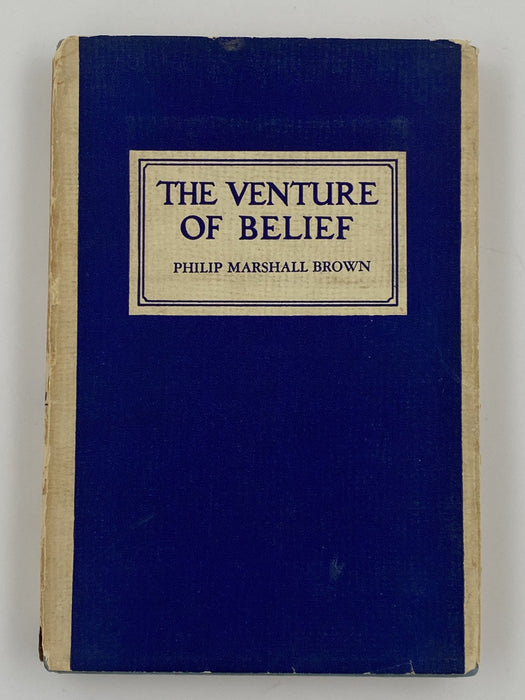 THE VENTURE
OF BELIEF
PHILIP MARSHALL BROWN